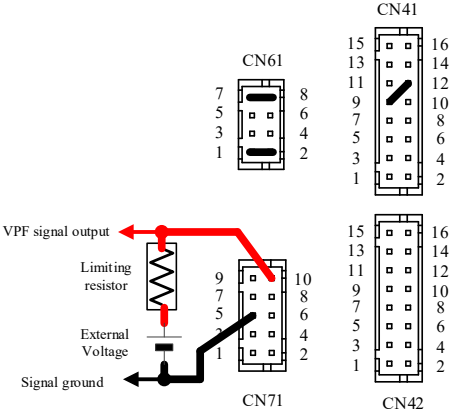 CN41
15 16
13 14
11 12
9 10
7 8
5 6
3 4
1 2
CN61
7 8
5 6
3 4
1 2
VPF signal output
Limiting
resistor
External
Voltage
Signal ground
9 10
7 8
5 6
3 4
1 2
CN71
15 16
13 14
11 12
9 10
7 8
5 6
3 4
1 2
CN42